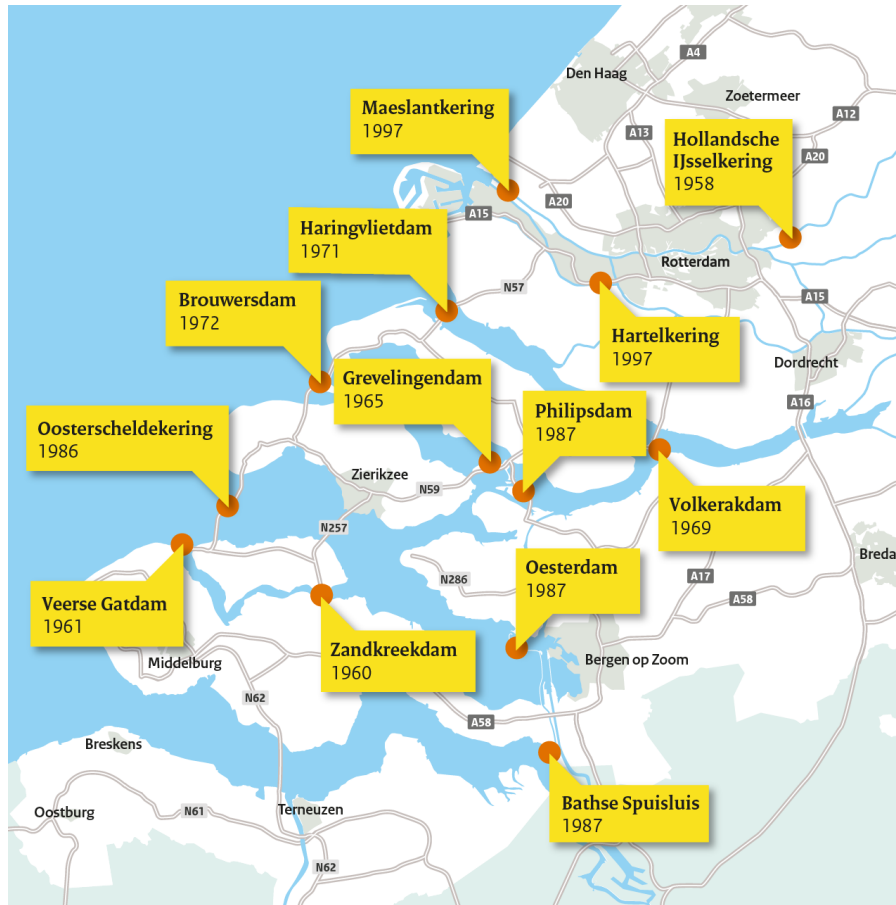 Den Haag
A4
Zoetermeer
A12
Maeslantkering
1997
A13
Hollandsche
IJsselkering
1958
A20
A15
A20
Haringvlietdam
1971
Rotterdam
N57
A15
Brouwersdam
1972
Hartelkering
1997
Dordrecht
Grevelingendam
1965
Philipsdam
1987
A16
Oosterscheldekering
1986
Zierikzee
N59
Volkerakdam
1969
N257
Breda
Oesterdam
1987
N286
A17
A58
Veerse Gatdam
1961
Zandkreekdam
1960
Middelburg
Bergen op Zoom
N62
A58
Breskens
Bathse Spuisluis
1987
Oostburg
N61
Terneuzen
N62